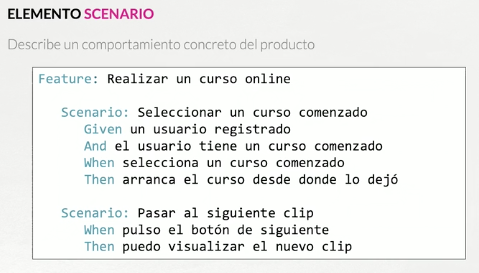 ELEMENTO SCENARIO
Describe un comportamiento concreto del producto
Feature: Realizar un curso online
Scenario: Seleccionar un curso comenzado
Given un usuario registrado
And el usuario tiene un curso comenzado
When selecciona un curso comenzado
Then arranca el curso desde donde lo dejó
Scenario: Pasar al siguiente clip
When pulso el botón de siguiente
Then puedo visualizar el nuevo clip